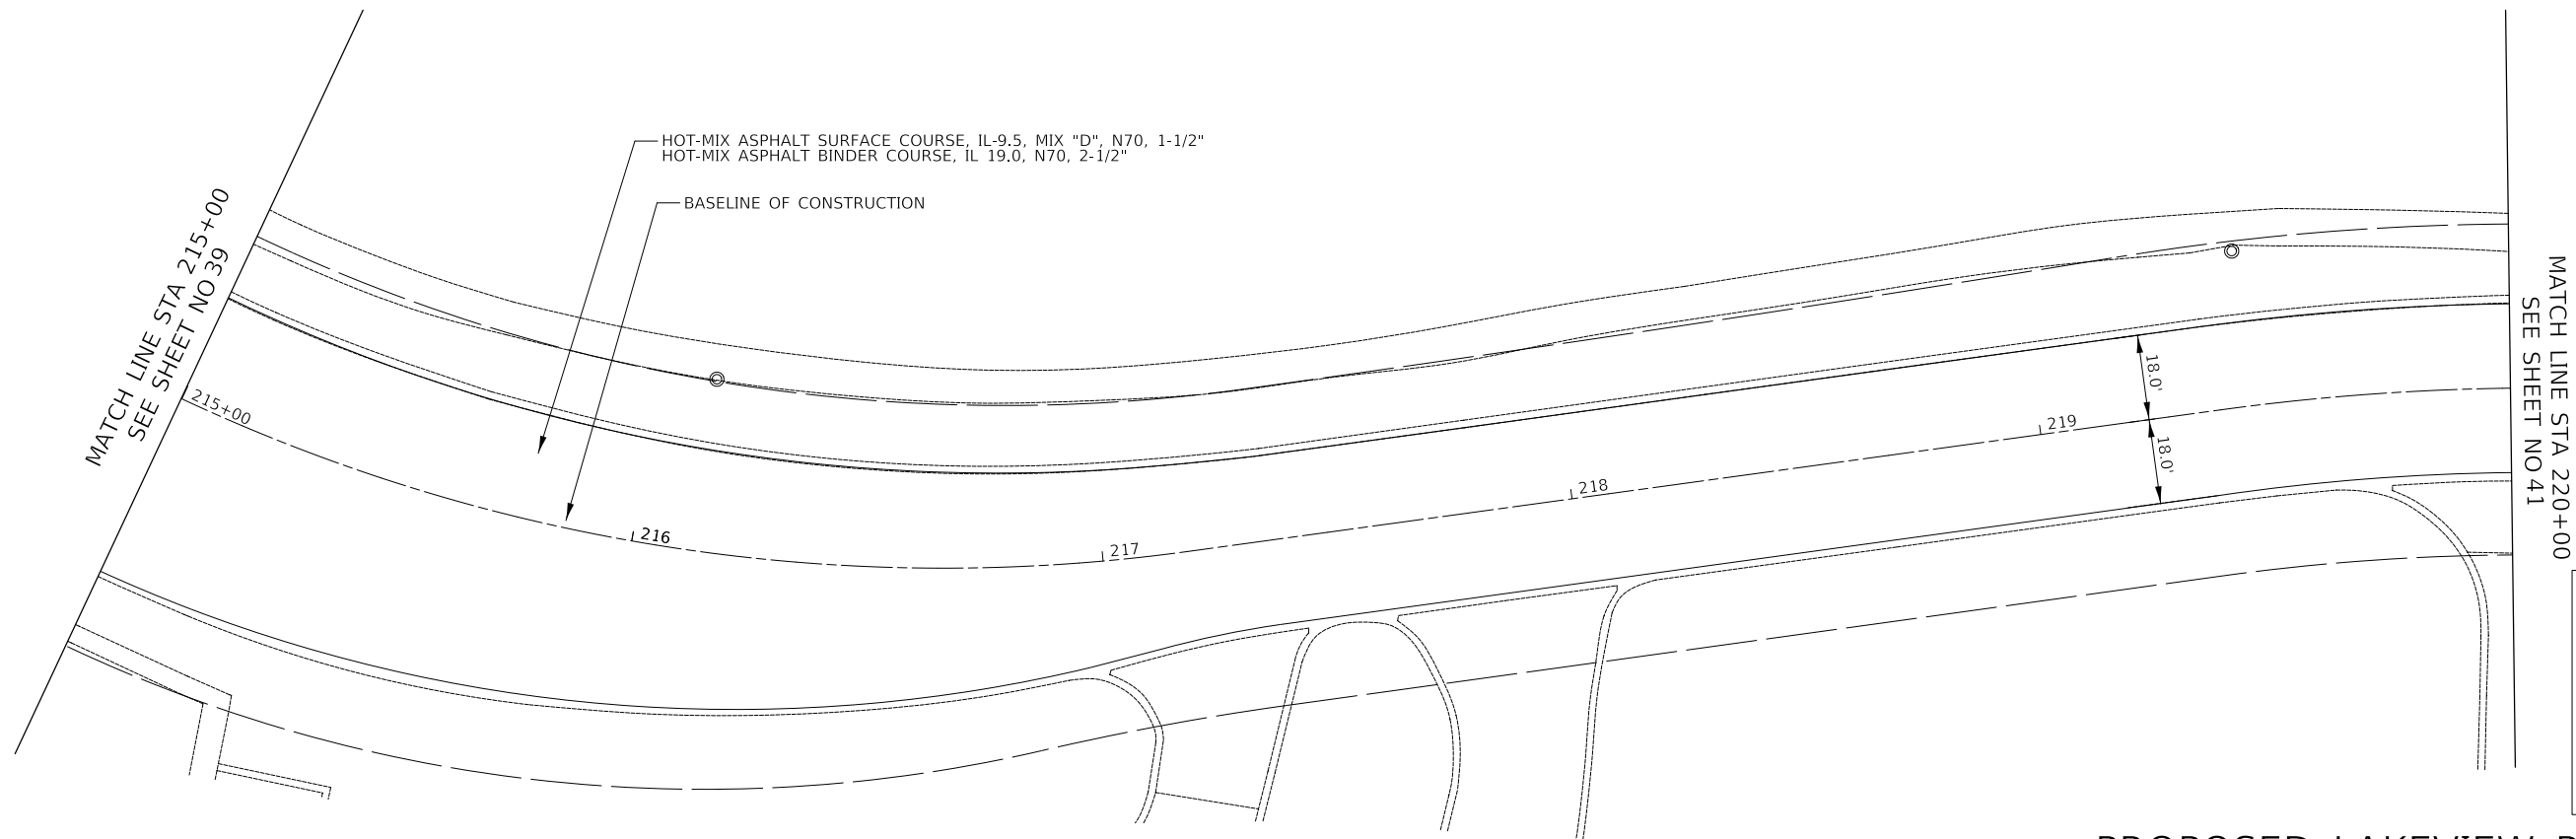 HOT-MIX ASPHALT SURFACE COURSE, IL-9.5, MIX "D", N70, 1-1/2"
HOT-MIX ASPHALT BINDER COURSE, IL 19.0, N70, 2-1/2"
BASELINE OF CONSTRUCTION
MATCH LINE STA 215+00
SEE SHEET NO 39
215+00
216
217
218
219
18.0'
18.0'
MATCH LINE STA 220+00
SEE SHEET NO 41
PROPOSED LAKEVIEW